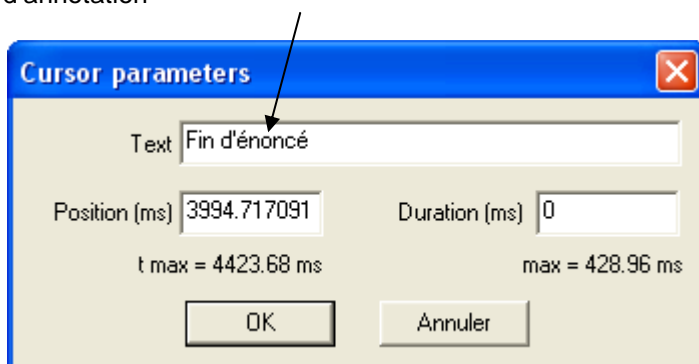 d'annotation
Cursor parameters
Text Fin d'énoncé
Position (ms) 3994.717091 Duration (ms) 0
t max = 4423.68 ms max = 428.96 ms
OK Annuler